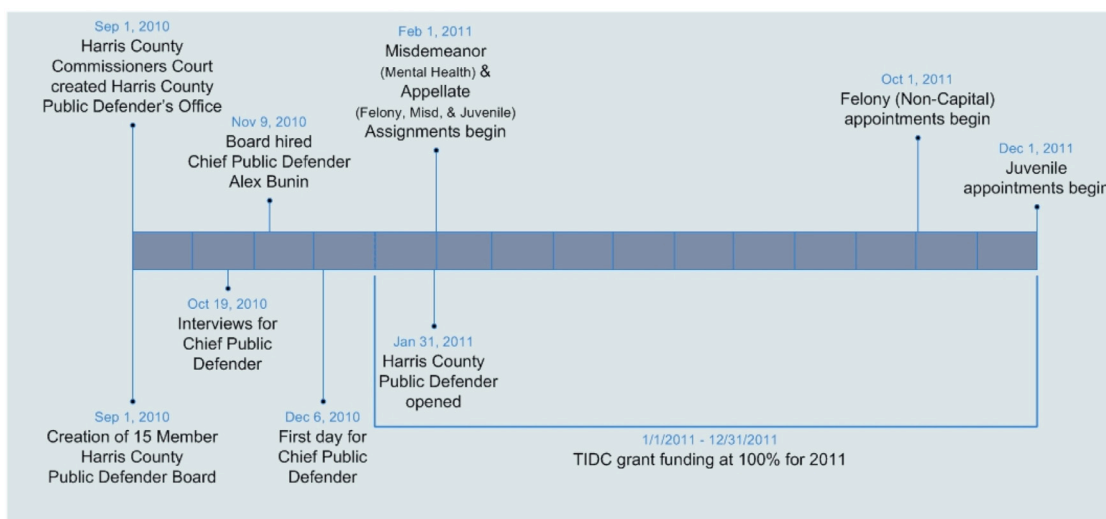 Sep 1, 2010
Harris County
Commissioners Court
created Harris County
Public Defender's Office
Nov 9, 2010
Board hired
Chief Public Defender
Alex Bunin
Feb 1, 2011
Misdemeanor
(Mental Health) &
Appellate
(Felony, Misd, & Juvenile)
Assignments begin
Oct 1, 2011
Felony (Non-Capital)
appointments begin
Dec 1, 2011
Juvenile
appointments begin
Oct 19, 2010
Interviews for
Chief Public
Defender
Jan 31, 2011
Harris County
Public Defender
opened
Sep 1, 2010
Creation of 15 Member
Harris County
Public Defender Board
Dec 6, 2010
First day for
Chief Public
Defender
1/1/2011 - 12/31/2011
TIDC grant funding at 100% for 2011